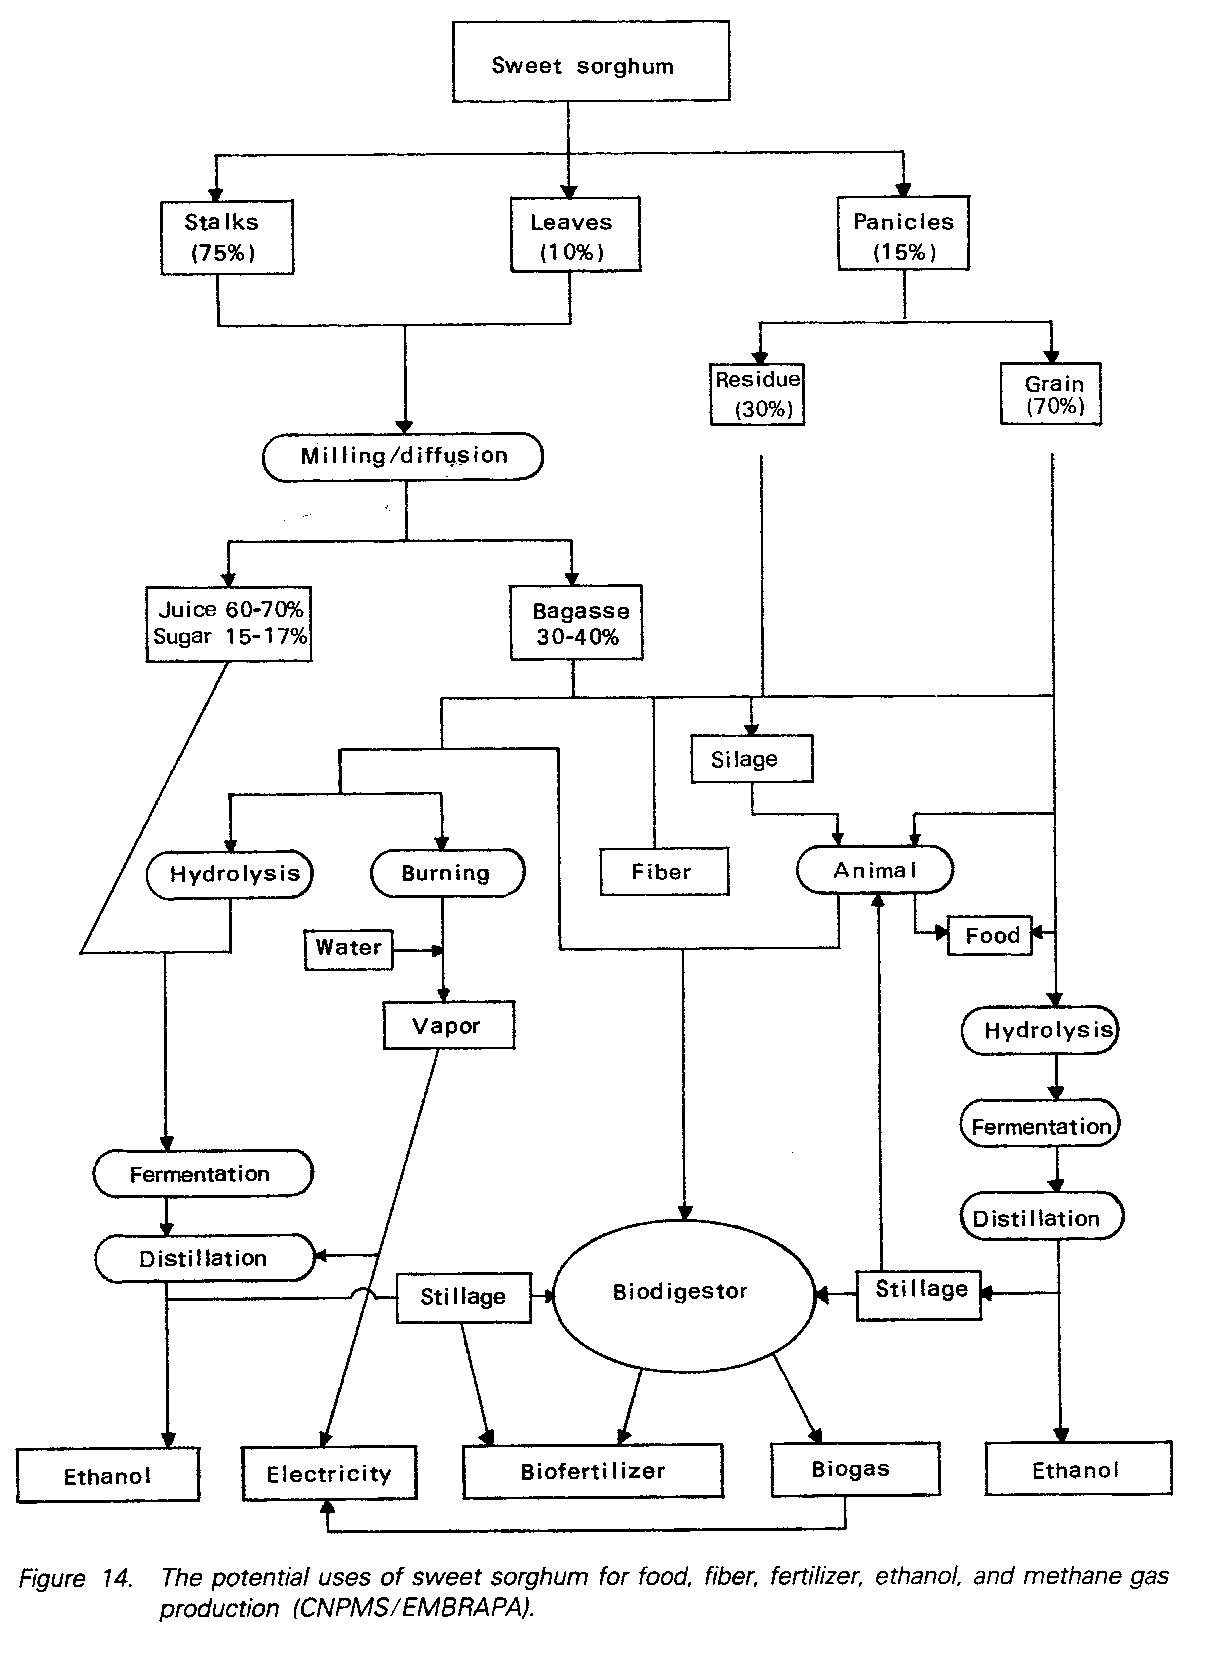 Sweet sorghum
Stalks
(75%)
Leaves
(10%)
Panicles
(15%)
Residue
(30%)
Grain
(70%)
Milling/diffusion
Juice 60-70%
Sugar 15-17%
Bagasse
30-40%
Silage
Hydrolysis
Burning
Fiber
Animal
Water
Food
Vapor
Hydrolysis
Fermentation
Fermentation
Distillation
Distillation
Stillage
Biodigestor
Stillage
Ethanol
Electricity
Biofertilizer
Biogas
Ethanol
Figure 14. The potential uses of sweet sorghum for food, fiber, fertilizer, ethanol, and methane gas
production (CNPMS/EMBRAPA).